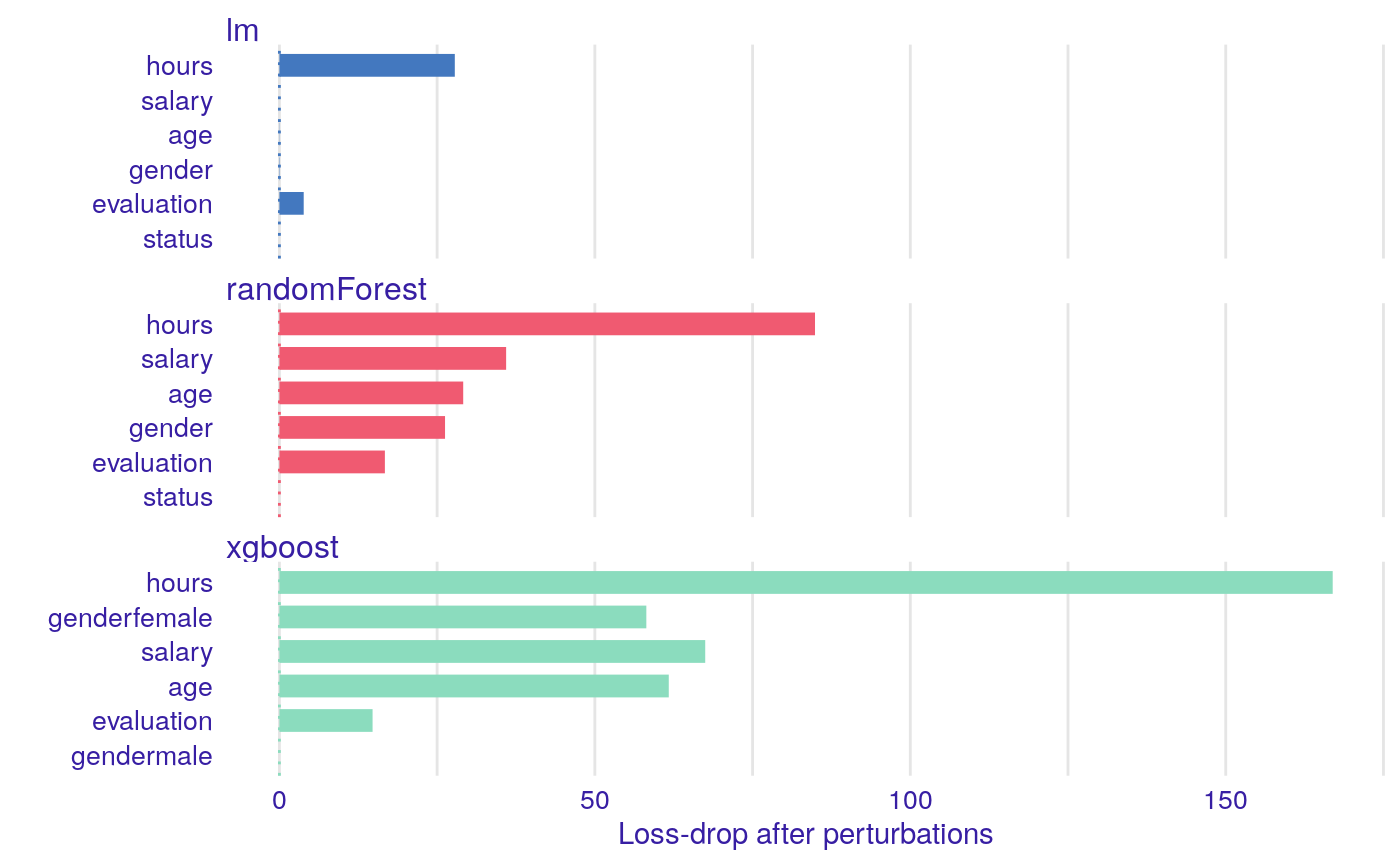 lm
hours
salary
age
gender
evaluation
status
randomForest
hours
salary
age
gender
evaluation
status
xgboost
hours
genderfemale
salary
age
evaluation
gendermale
0 50 100 150
Loss-drop after perturbations